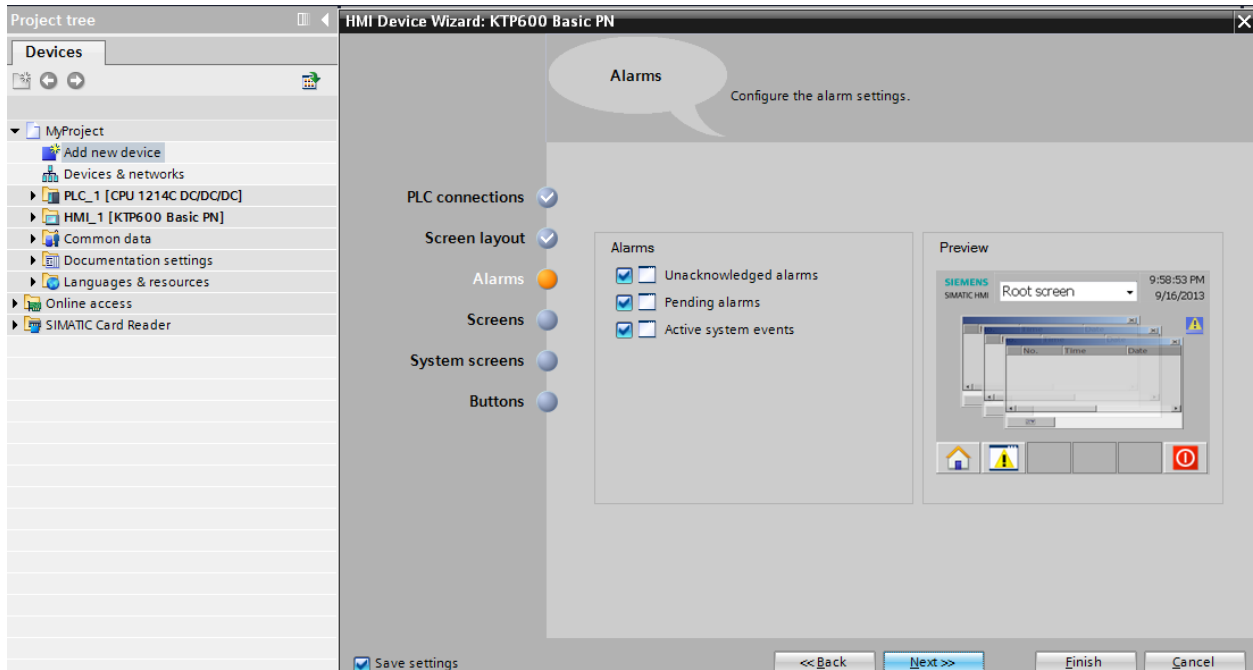 Project tree
Devices
MyProject
Add new device
Devices & networks
PLC_1 [CPU 1214C DC/DC/DC]
HMI_1 [KTP600 Basic PN]
Common data
Documentation settings
Languages & resources
Online access
SIMATIC Card Reader
HMI Device Wizard: KTP600 Basic PN
Alarms
Configure the alarm settings.
PLC connections
Screen layout
Alarms
Screens
System screens
Buttons
Alarms
Unacknowledged alarms
Pending alarms
Active system events
Preview
SIEMENS
SIMATIC HMI
Root screen
9:58:53 PM
9/16/2013
No. Time Date
Save settings
<< Back
Next >>
Finish
Cancel